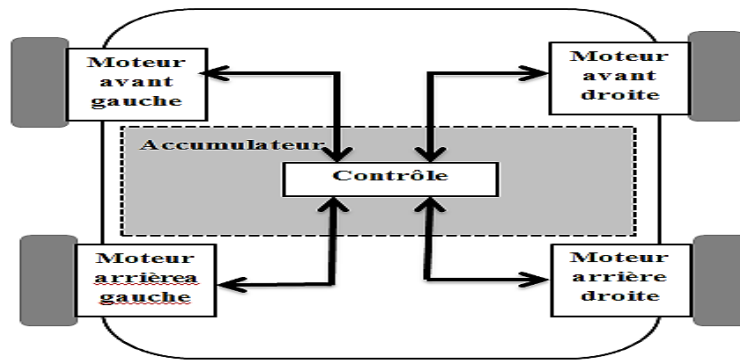 Moteur
avant
gauche
Moteur
avant
droite
Accumulateur
Contrôle
Moteur
arrièrea
gauche
Moteur
arrière
droite